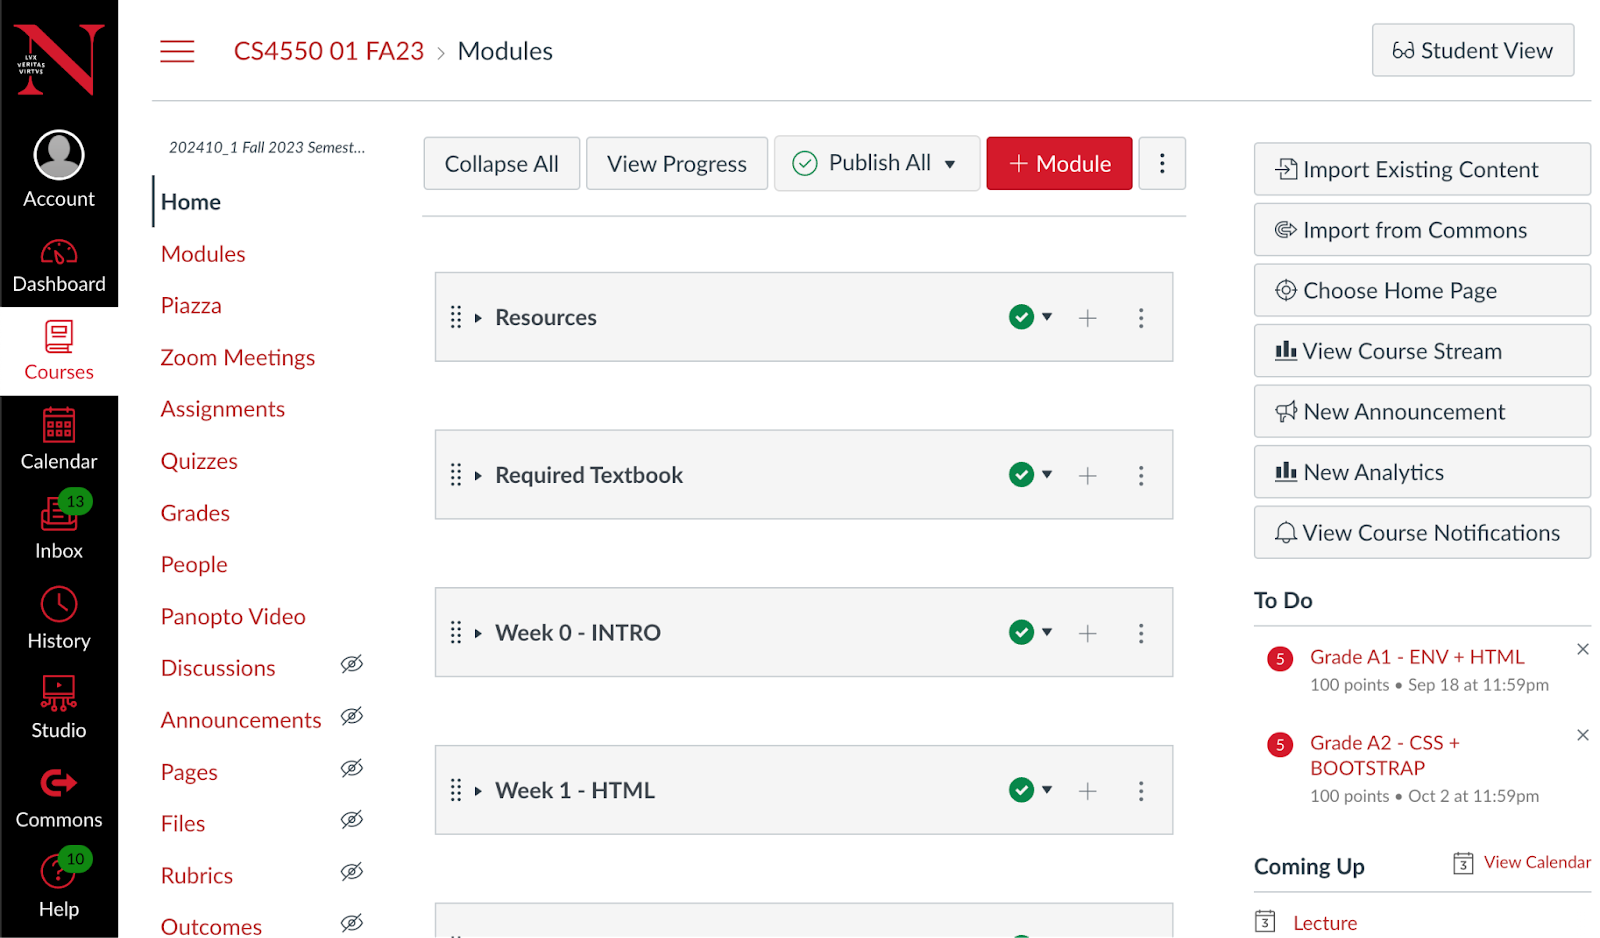 LVX
VERITAS
VIRTVS
Account
Dashboard
Courses
Calendar
13
Inbox
History
Studio
Commons
10
Help
CS4550 01 FA23 › Modules
Student View
202410_1 Fall 2023 Semest...
Home
Modules
Piazza
Zoom Meetings
Assignments
Quizzes
Grades
People
Panopto Video
Discussions
Announcements
Pages
Files
Rubrics
Outcomes
Collapse All
View Progress
Publish All
+ Module
Resources
Required Textbook
Week 0 - INTRO
Week 1 - HTML
Import Existing Content
Import from Commons
Choose Home Page
View Course Stream
New Announcement
New Analytics
View Course Notifications
To Do
5 Grade A1 - ENV + HTML
100 points • Sep 18 at 11:59pm
5 Grade A2 - CSS +
BOOTSTRAP
100 points • Oct 2 at 11:59pm
Coming Up
3 View Calendar
3 Lecture